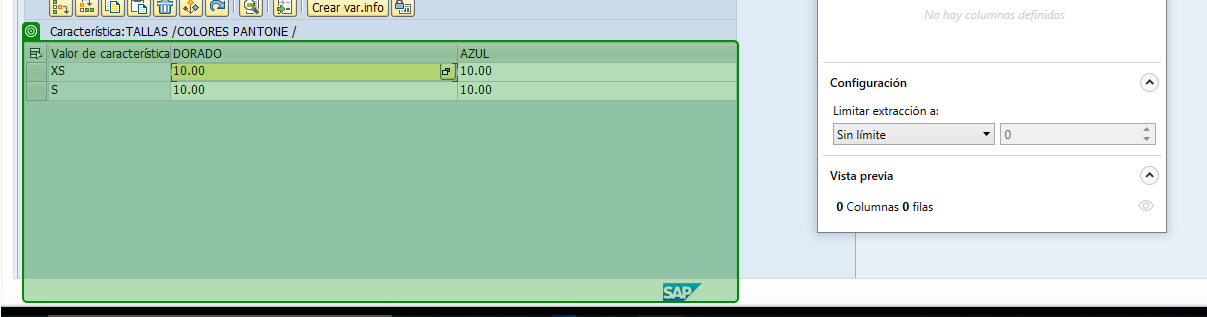 Crear var.info
Característica:TALLAS /COLORES PANTONE /
Valor de característica DORADO AZUL
XS 10.00 10.00
S 10.00 10.00
SAP
No hay columnas definidas
Configuración
Limitar extracción a:
Sin límite 0
Vista previa
0 Columnas 0 filas